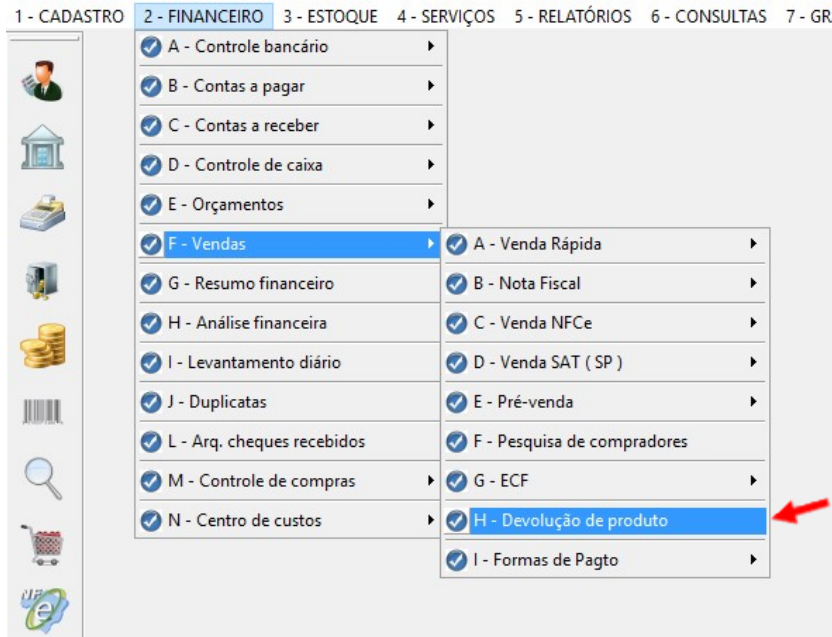 1 - CADASTRO 2 - FINANCEIRO 3 - ESTOQUE 4 - SERVIÇOS 5 - RELATÓRIOS 6 - CONSULTAS 7 - GR
A - Controle bancário
B - Contas a pagar
C - Contas a receber
D - Controle de caixa
E - Orçamentos
F - Vendas
G - Resumo financeiro
H - Análise financeira
I - Levantamento diário
J - Duplicatas
L - Arq. cheques recebidos
M - Controle de compras
N - Centro de custos
A - Venda Rápida
B - Nota Fiscal
C - Venda NFCe
D - Venda SAT ( SP )
E - Pré-venda
F - Pesquisa de compradores
G - ECF
H - Devolução de produto
I - Formas de Pagto
NF
e